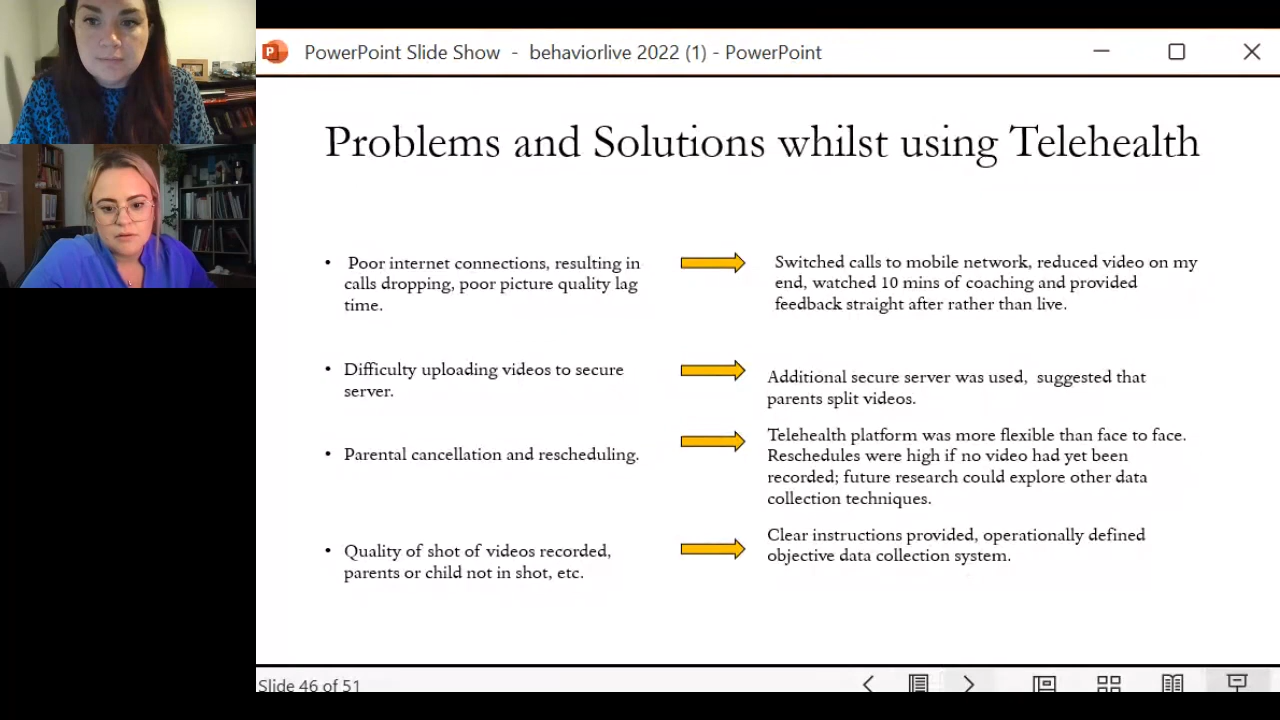 PowerPoint Slide Show - behaviorlive 2022 (1) - PowerPoint
Problems and Solutions whilst using Telehealth
• Poor internet connections, resulting in
calls dropping, poor picture quality lag
time.
Switched calls to mobile network, reduced video on my
end, watched 10 mins of coaching and provided
feedback straight after rather than live.
• Difficulty uploading videos to secure
server.
Additional secure server was used, suggested that
parents split videos.
• Parental cancellation and rescheduling.
Telehealth platform was more flexible than face to face.
Reschedules were high if no video had yet been
recorded; future research could explore other data
collection techniques.
• Quality of shot of videos recorded,
parents or child not in shot, etc.
Clear instructions provided, operationally defined
objective data collection system.
Slide 46 of 51